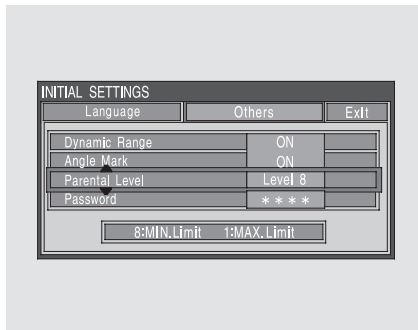 INITIAL SETTINGS
Language Others Exit
Dynamic Range ON
Angle Mark ON
Parental Level Level 8
Password ****
8:MIN.Limit 1:MAX.Limit